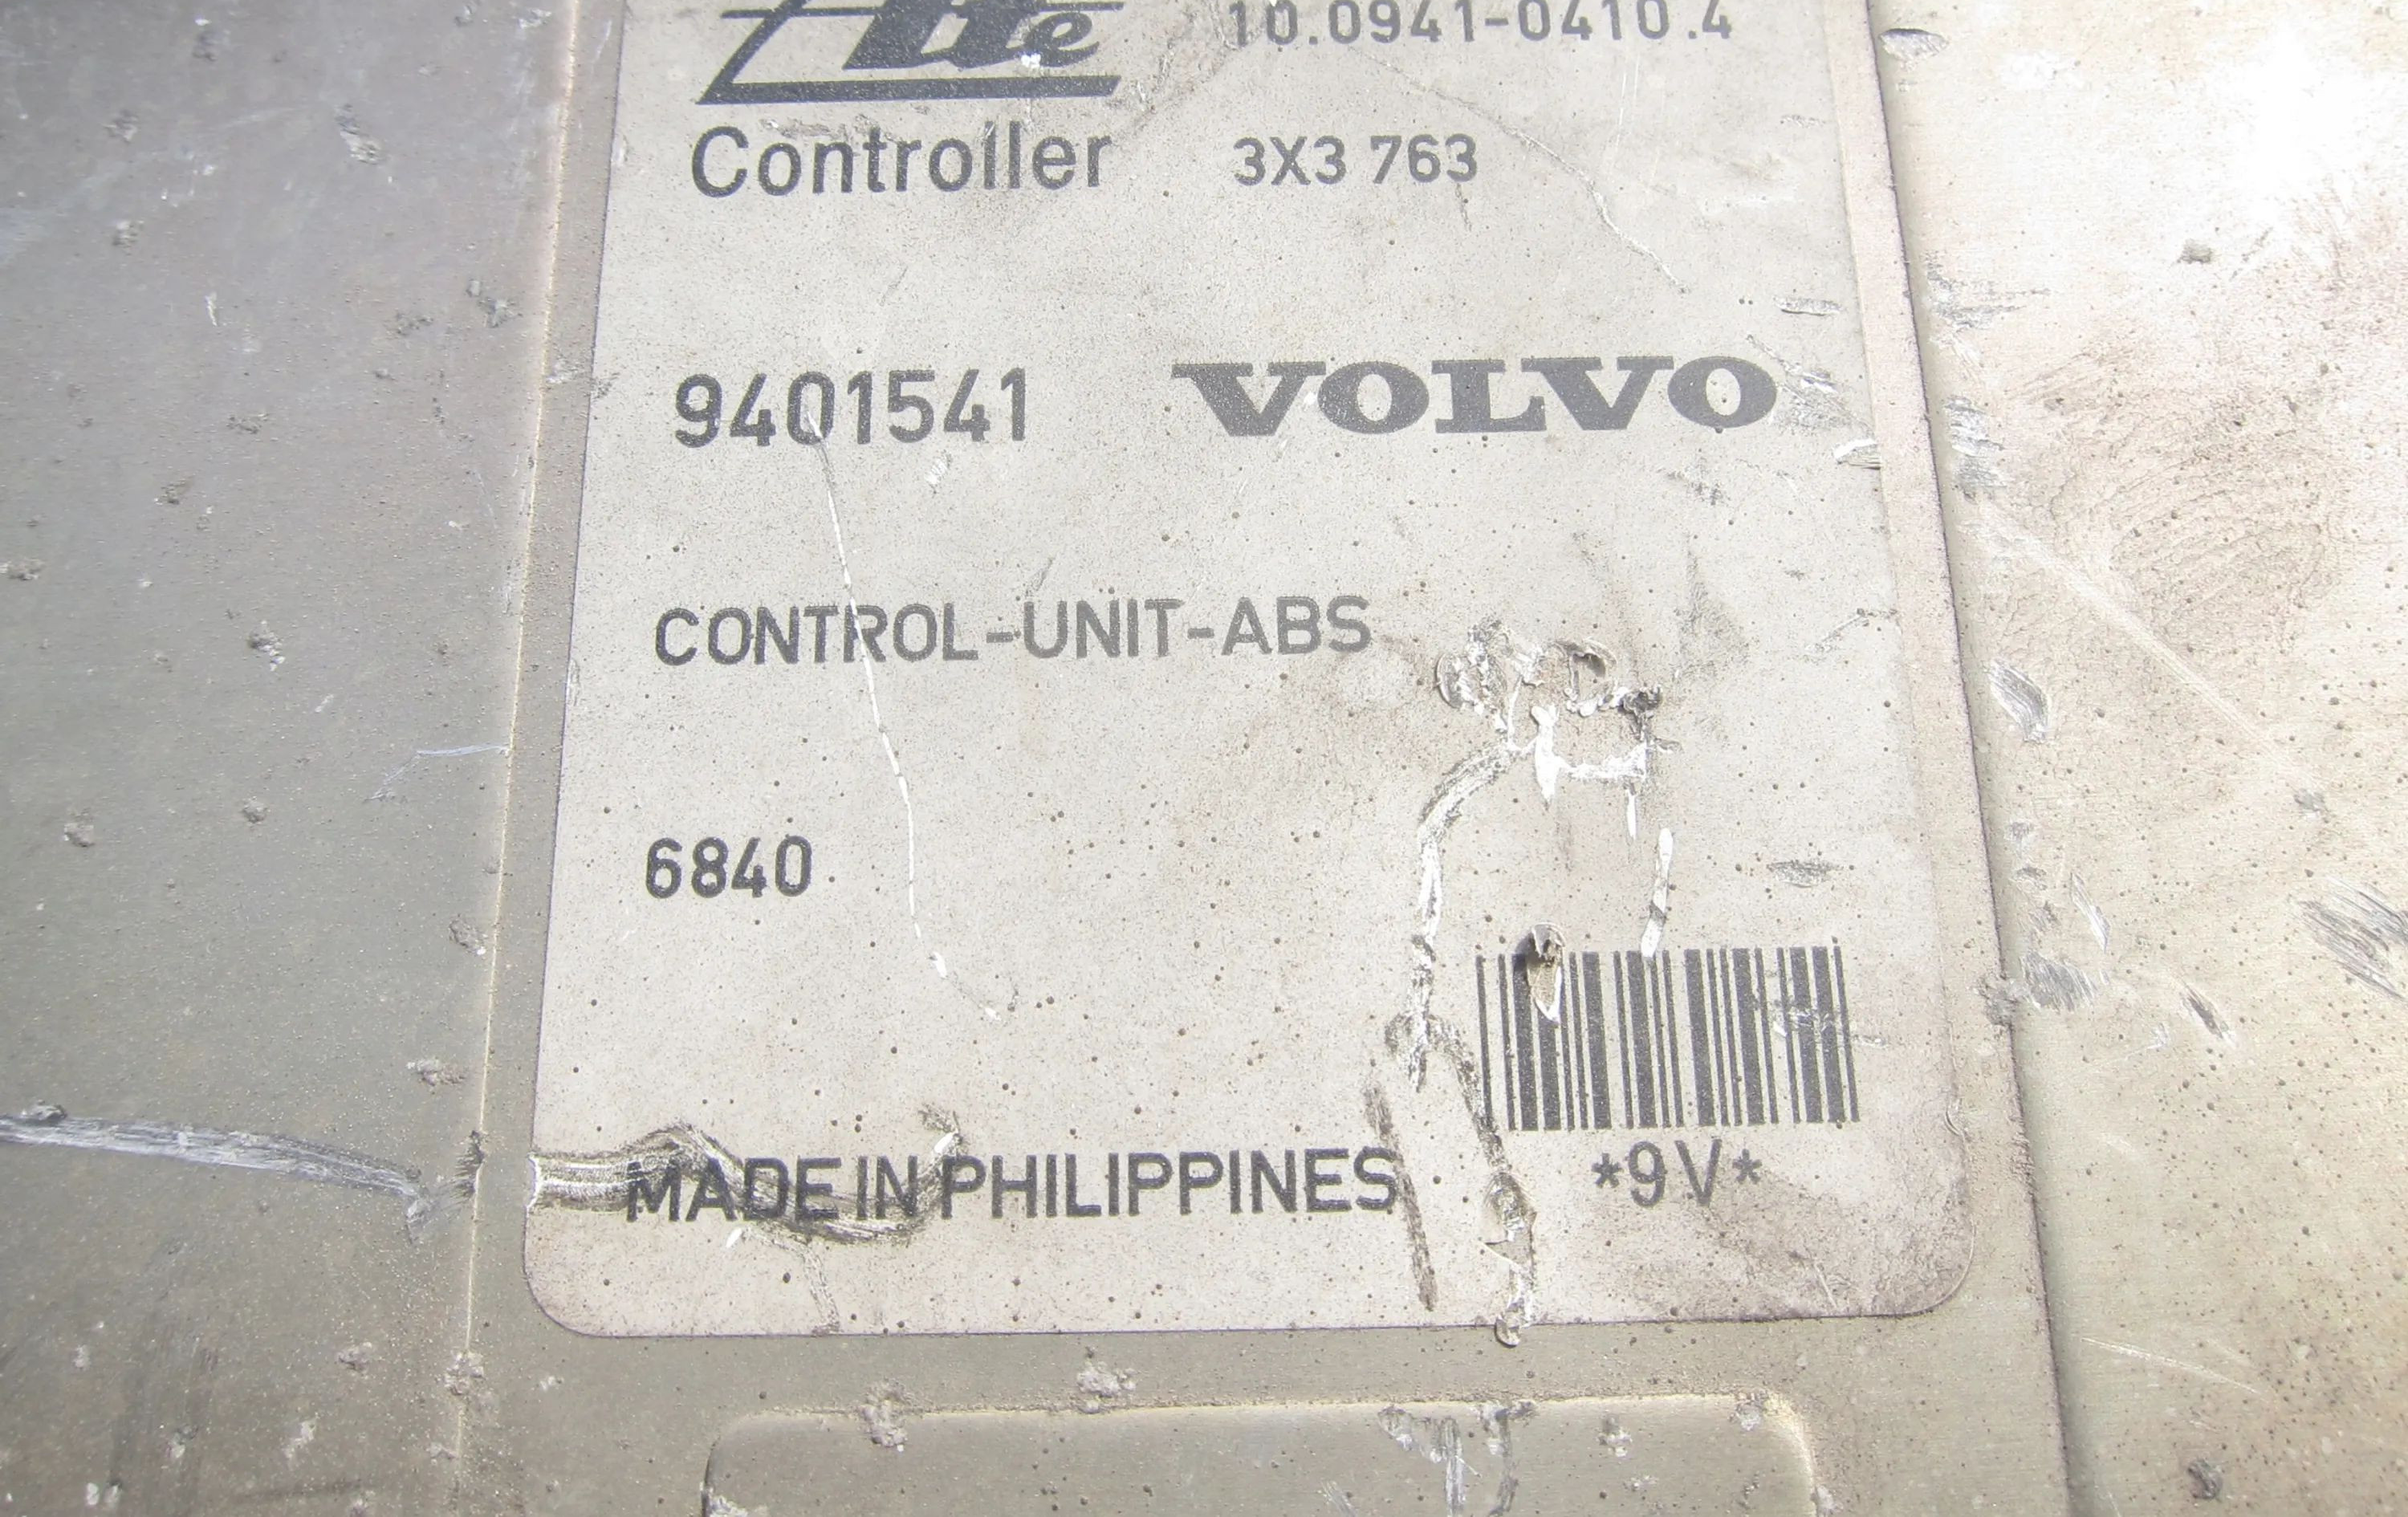 Ate 10.0941-0410.4
Controller 3X3 763
9401541 VOLVO
CONTROL-UNIT-ABS
6840
MADE IN PHILIPPINES *9V*